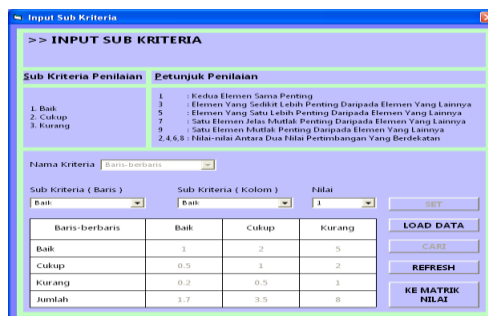 Input Sub Kriteria
>> INPUT SUB KRITERIA
Sub Kriteria Penilaian
Petunjuk Penilaian
1. Baik
2. Cukup
3. Kurang
1 : Kedua Elemen Sama Penting
3 : Elemen Yang Sedikit Lebih Penting Daripada Elemen Yang Lainnya
5 : Elemen Yang Satu Lebih Penting Daripada Elemen Yang Lainnya
7 : Satu Elemen Jelas Mutlak Penting Daripada Elemen Yang Lainnya
9 : Satu Elemen Mutlak Penting Daripada Elemen Yang Lainnya
2,4,6,8 : Nilai-nilai Antara Dua Nilai Pertimbangan Yang Berdekatan
Nama Kriteria Baris-berbaris
Sub Kriteria ( Baris ) Sub Kriteria ( Kolom ) Nilai
Baik Baik 1 SET
Baris-berbaris Baik Cukup Kurang LOAD DATA
Baik 1 2 5 CARI
Cukup 0.5 1 2 REFRESH
Kurang 0.2 0.5 1
Jumlah 1.7 3.5 8
KE MATRIK
NILAI